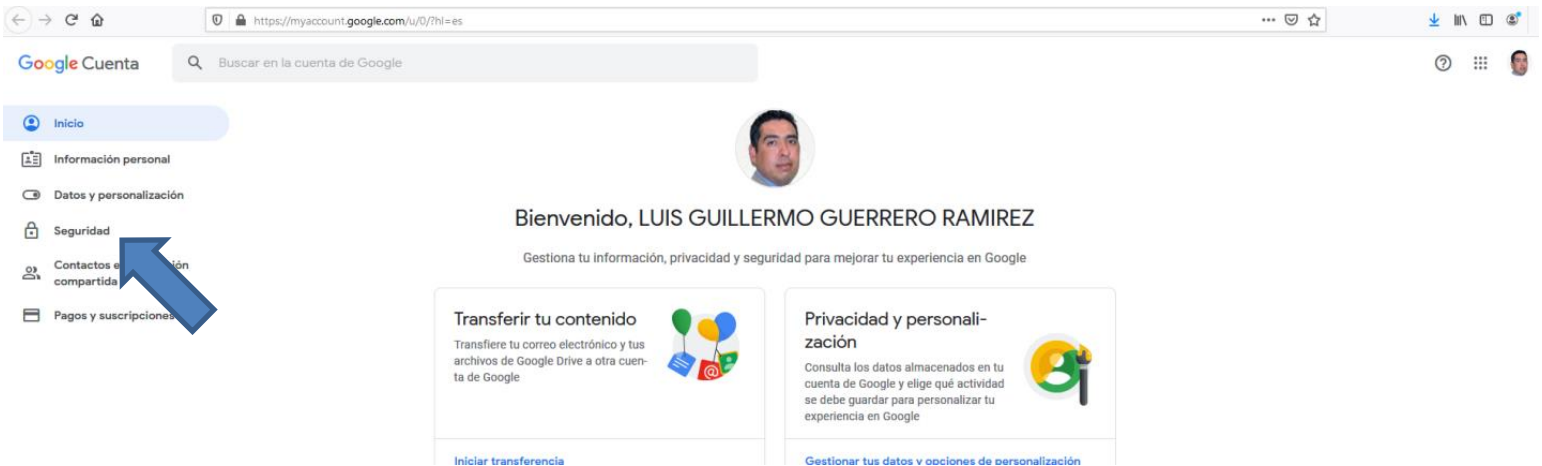 https://myaccount.google.com/u/0/?hl=es
Google Cuenta
Buscar en la cuenta de Google
Inicio
Información personal
Datos y personalización
Seguridad
Contactos e
compartida
Pagos y suscripciones
Bienvenido, LUIS GUILLERMO GUERRERO RAMIREZ
Gestiona tu información, privacidad y seguridad para mejorar tu experiencia en Google
Transferir tu contenido
Transfiere tu correo electrónico y tus
archivos de Google Drive a otra cuen-
ta de Google
Iniciar transferencia
Privacidad y personali-
zación
Consulta los datos almacenados en tu
cuenta de Google y elige qué actividad
se debe guardar para personalizar tu
experiencia en Google
Gestionar tus datos y opciones de personalización